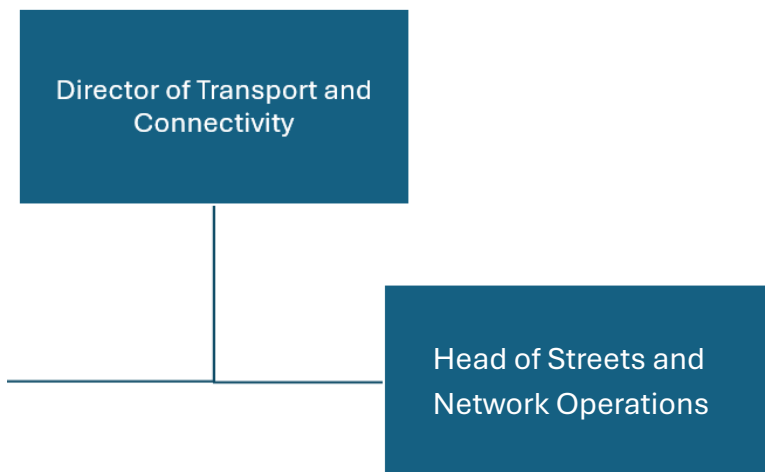 Director of Transport and
Connectivity
Head of Streets and
Network Operations